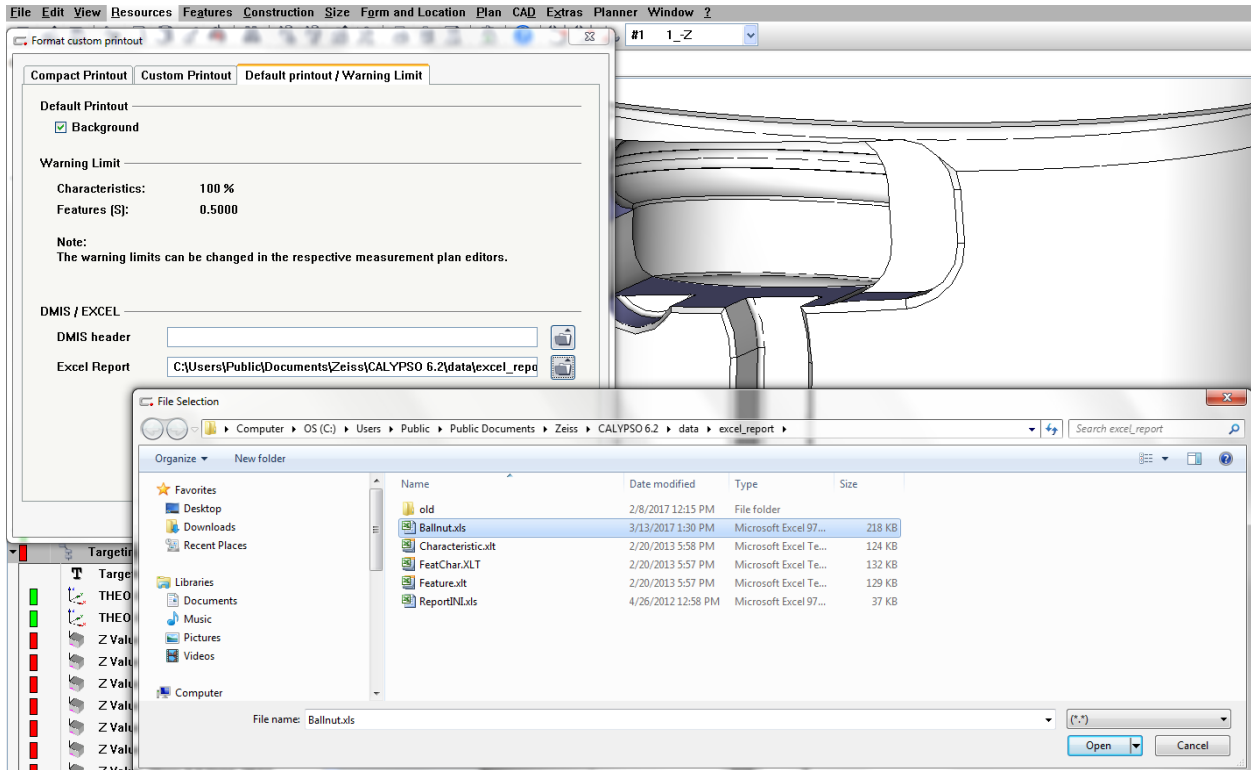 File Edit View Resources Features Construction Size Form and Location Plan CAD Extras Planner Window ?
Format custom printout
#1 1_-Z
Compact Printout Custom Printout Default printout / Warning Limit
Default Printout
Background
Warning Limit
Characteristics: 100 %
Features (S): 0.5000
Note:
The warning limits can be changed in the respective measurement plan editors.
DMIS / EXCEL
DMIS header
Excel Report C:\Users\Public\Documents\Zeiss\CALYPSO 6.2\data\excel_repo
File Selection
Computer OS (C:) Users Public Public Documents Zeiss CALYPSO 6.2 data excel_report
Search excel_report
Organize New folder
Name Date modified Type Size
Favorites
Desktop
Downloads
Recent Places
Libraries
Documents
Music
Pictures
Videos
Computer
old 2/8/2017 12:15 PM File folder
Ballnut.xls 3/13/2017 1:30 PM Microsoft Excel 97... 218 KB
Characteristic.xlt 2/20/2013 5:58 PM Microsoft Excel Te... 124 KB
FeatChar.XLT 2/20/2013 5:57 PM Microsoft Excel Te... 132 KB
Feature.xlt 2/20/2013 5:57 PM Microsoft Excel Te... 129 KB
ReportINI.xls 4/26/2012 12:58 PM Microsoft Excel 97... 37 KB
File name: Ballnut.xls
(*.*)
Open Cancel
Targetin
T Targe
THEO
THEO
Z Valu
Z Valu
Z Valu
Z Valu
Z Valu
Z Valu